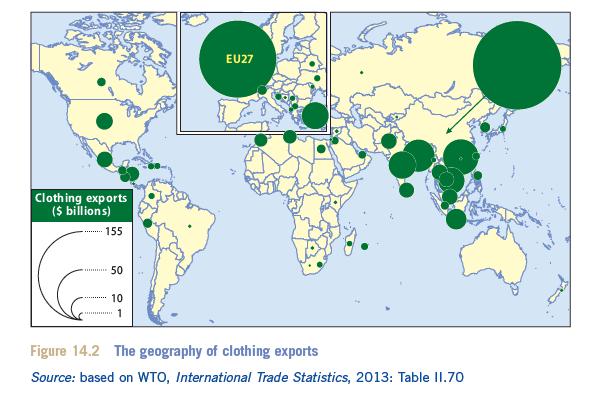 EU27
Clothing exports
($ billions)
155
50
10
1
Figure 14.2 The geography of clothing exports
Source: based on WTO, International Trade Statistics, 2013: Table II.70